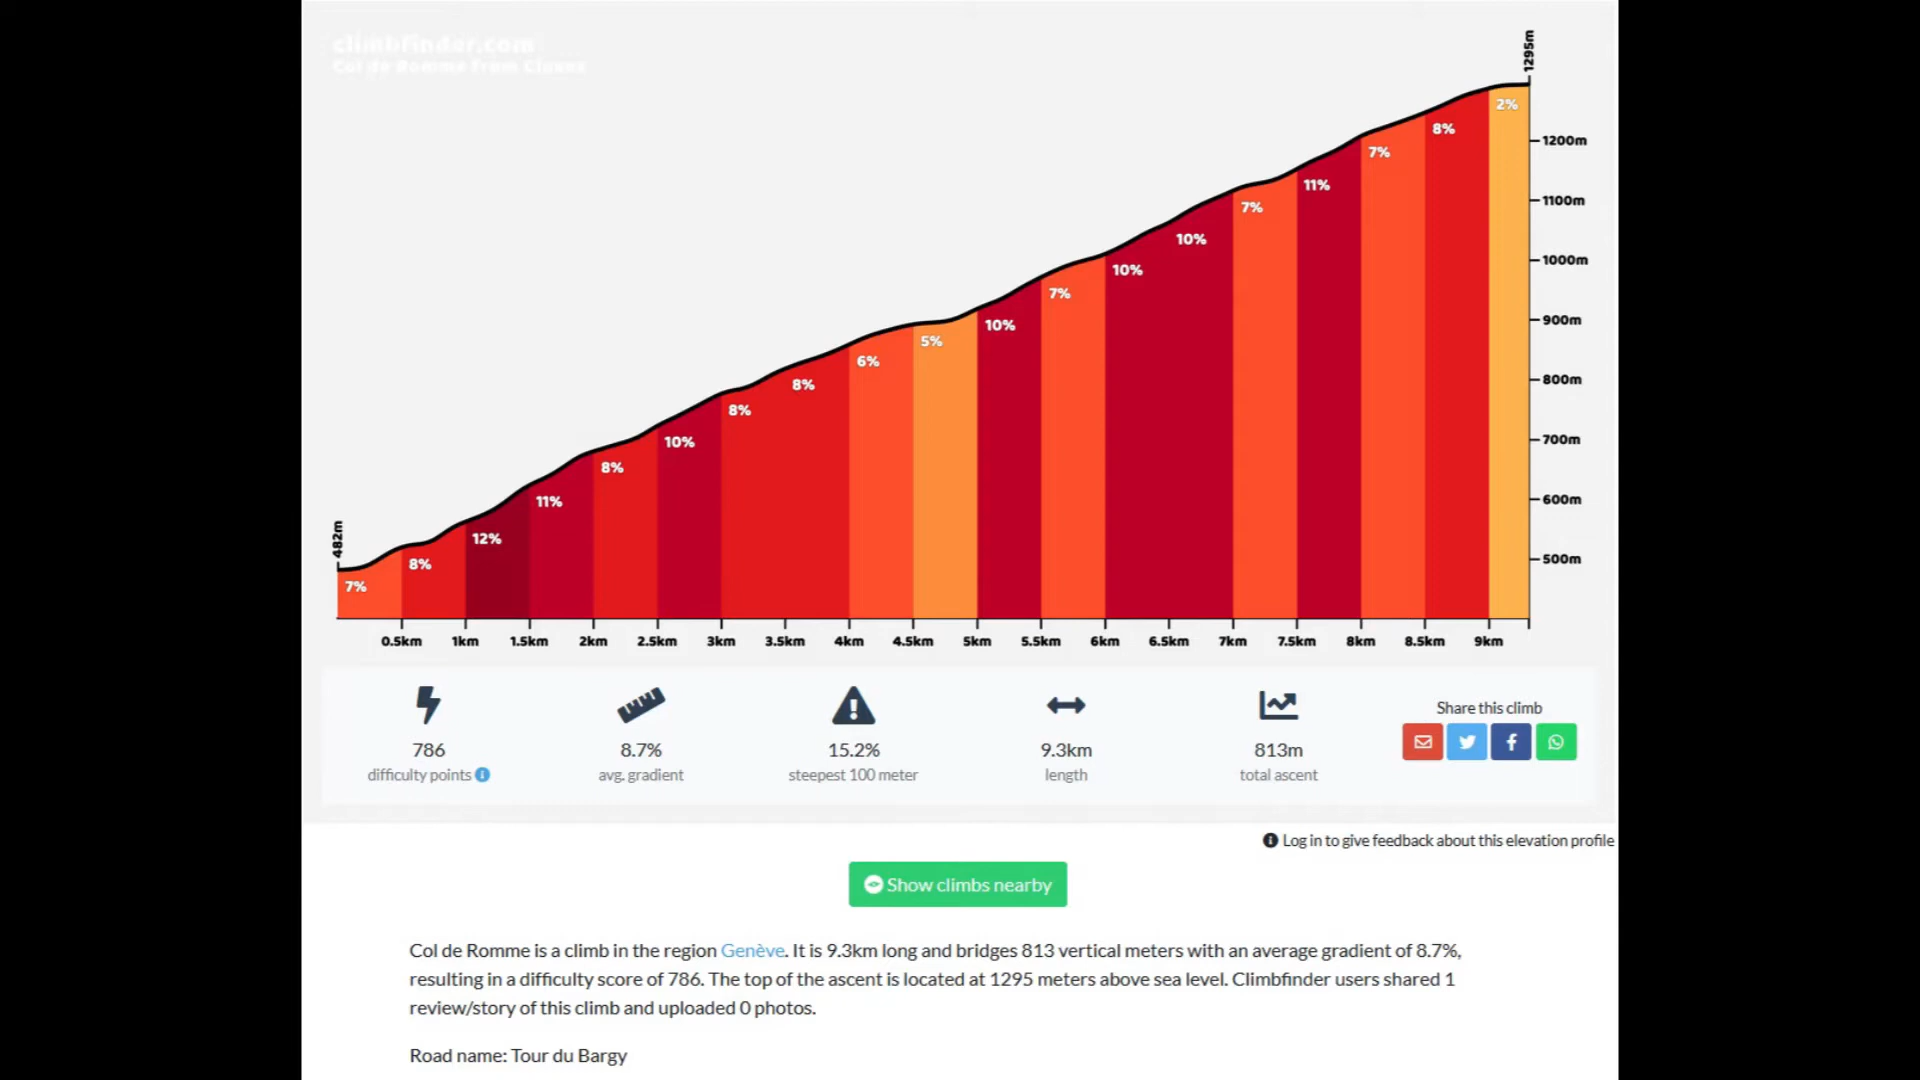 climbfinder.com
Col de Romme from Cluses
1295m
2%
8%
1200m
7%
11%
1100m
7%
10%
1000m
10%
7%
900m
10%
5%
6%
800m
8%
8%
700m
10%
8%
600m
11%
12%
482m
500m
8%
7%
0.5km 1km 1.5km 2km 2.5km 3km 3.5km 4km 4.5km 5km 5.5km 6km 6.5km 7km 7.5km 8km 8.5km 9km
Share this climb
786 8.7% 15.2% 9.3km 813m
difficulty points avg. gradient steepest 100 meter length total ascent
Log in to give feedback about this elevation profile
Show climbs nearby
Col de Romme is a climb in the region Genève. It is 9.3km long and bridges 813 vertical meters with an average gradient of 8.7%,
resulting in a difficulty score of 786. The top of the ascent is located at 1295 meters above sea level. Climbfinder users shared 1
review/story of this climb and uploaded 0 photos.
Road name: Tour du Bargy